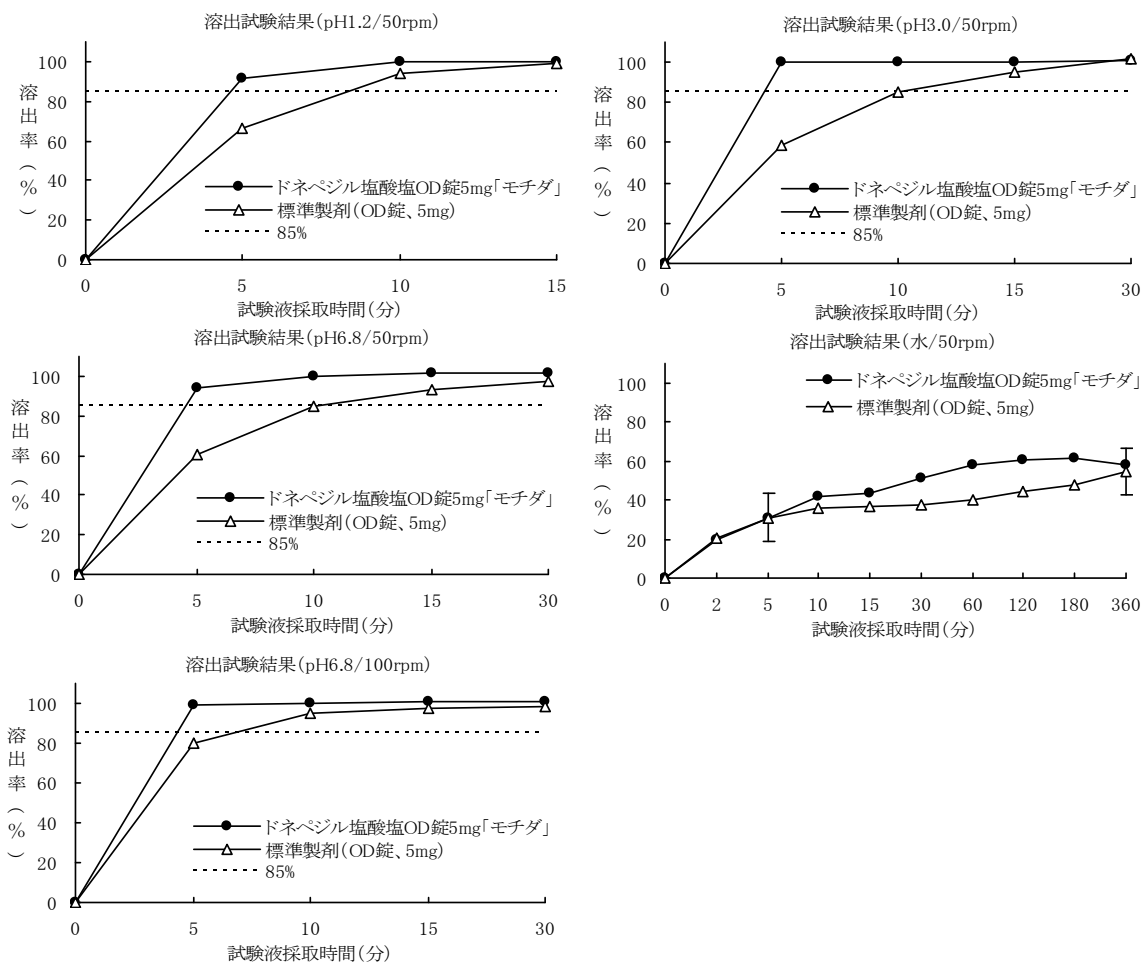 溶出試験結果(pH1.2/50rpm)
溶出率(%)
100
80
60
40
20
0
ドネペジル塩酸塩OD錠5mg「モチダ」
標準製剤(OD錠、5mg)
85%
0 5 10 15
試験液採取時間(分)
溶出試験結果(pH3.0/50rpm)
溶出率(%)
100
80
60
40
20
0
ドネペジル塩酸塩OD錠5mg「モチダ」
標準製剤(OD錠、5mg)
85%
0 5 10 15 30
試験液採取時間(分)
溶出試験結果(pH6.8/50rpm)
溶出率(%)
100
80
60
40
20
0
ドネペジル塩酸塩OD錠5mg「モチダ」
標準製剤(OD錠、5mg)
85%
0 5 10 15 30
試験液採取時間(分)
溶出試験結果(水/50rpm)
溶出率(%)
100
80
60
40
20
0
ドネペジル塩酸塩OD錠5mg「モチダ」
標準製剤(OD錠、5mg)
0 2 5 10 15 30 60 120 180 360
試験液採取時間(分)
溶出試験結果(pH6.8/100rpm)
溶出率(%)
100
80
60
40
20
0
ドネペジル塩酸塩OD錠5mg「モチダ」
標準製剤(OD錠、5mg)
85%
0 5 10 15 30
試験液採取時間(分)